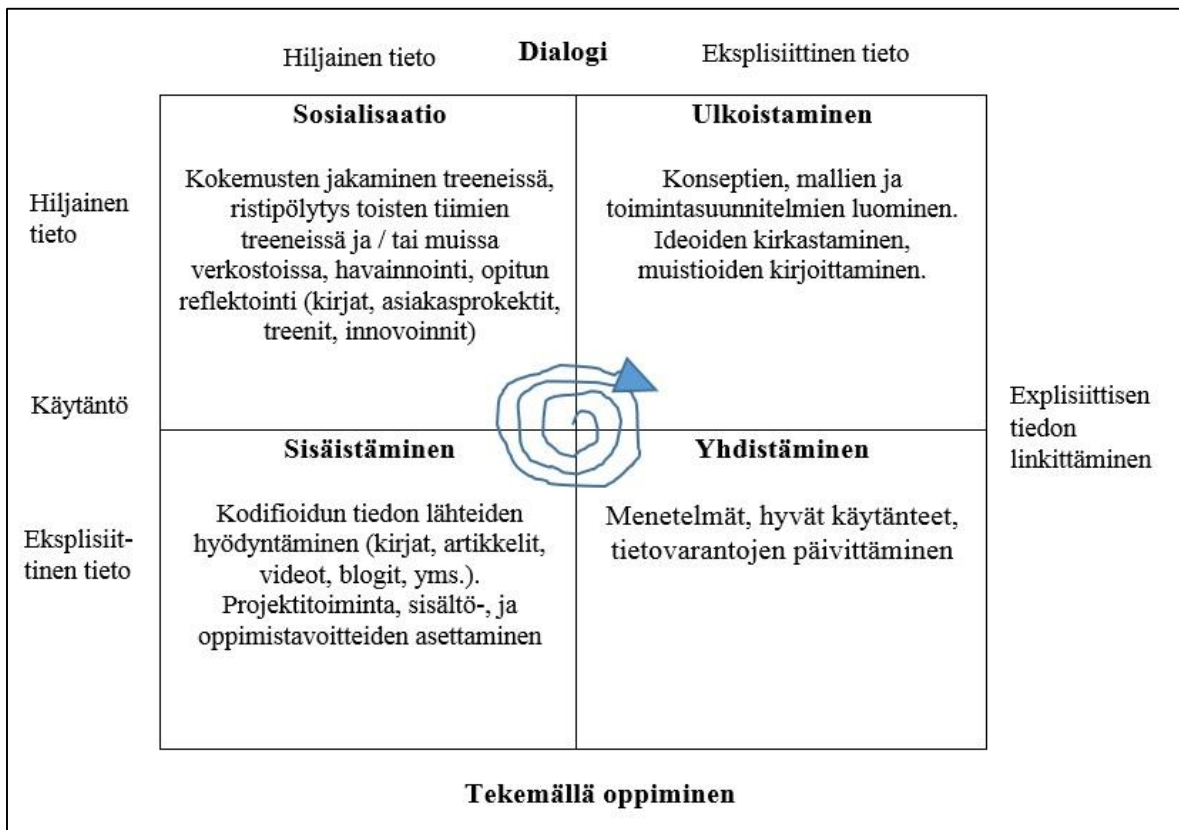 Hiljainen tieto
Dialogi
Eksplisiittinen tieto
Sosialisaatio
Ulkoistaminen
Hiljainen
tieto
Kokemusten jakaminen treeneissä,
ristipölytys toisten tiimien
treeneissä ja / tai muissa
verkostoissa, havainnointi, opitun
reflektointi (kirjat, asiakasprokektit,
treenit, innovoinnit)
Konseptien, mallien ja
toimintasuunnitelmien luominen.
Ideoiden kirkastaminen,
muistioiden kirjoittaminen.
Käytäntö
Explisiittisen
tiedon
linkittäminen
Sisäistäminen
Yhdistäminen
Eksplisiit-
tinen tieto
Kodifioidun tiedon lähteiden
hyödyntäminen (kirjat, artikkelit,
videot, blogit, yms.).
Projektitoiminta, sisältö-, ja
oppimistavoitteiden asettaminen
Menetelmät, hyvät käytänteet,
tietovarantojen päivittäminen
Tekemällä oppiminen